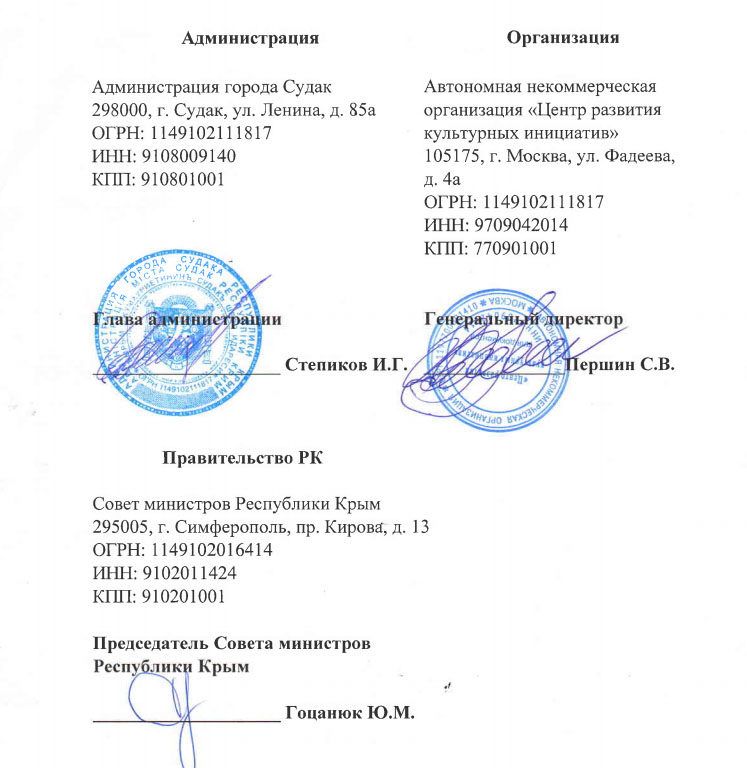 Администрация
Администрация города Судак
298000, г. Судак, ул. Ленина, д. 85а
ОГРН: 1149102111817
ИНН: 9108009140
КПП: 910801001
Глава администрации
Степиков И.Г.
Организация
Автономная некоммерческая
организация «Центр развития
культурных инициатив»
105175, г. Москва, ул. Фадеева,
д. 4а
ОГРН: 1149102111817
ИНН: 9709042014
КПП: 770901001
Генеральный директор
Першин С.В.
Правительство РК
Совет министров Республики Крым
295005, г. Симферополь, пр. Кирова, д. 13
ОГРН: 1149102016414
ИНН: 9102011424
КПП: 910201001
Председатель Совета министров
Республики Крым
Гоцанюк Ю.М.